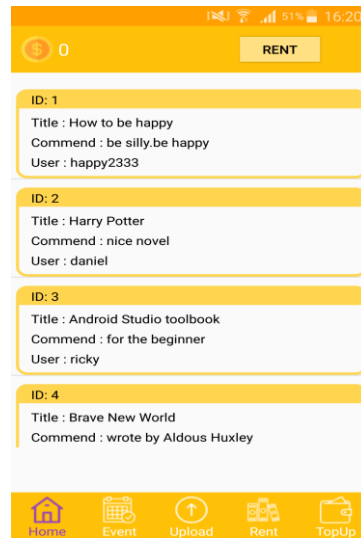 51% 16:20
0 RENT
ID: 1
Title : How to be happy
Commend : be silly.be happy
User : happy2333
ID: 2
Title : Harry Potter
Commend : nice novel
User : daniel
ID: 3
Title : Android Studio toolbook
Commend : for the beginner
User : ricky
ID: 4
Title : Brave New World
Commend : wrote by Aldous Huxley
Home Event Upload Rent TopUp